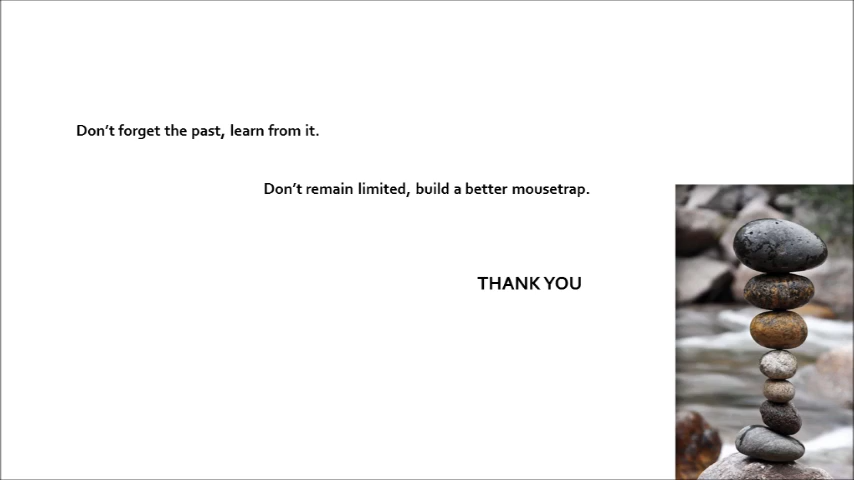 Don’t forget the past, learn from it.
Don’t remain limited, build a better mousetrap.
THANK YOU